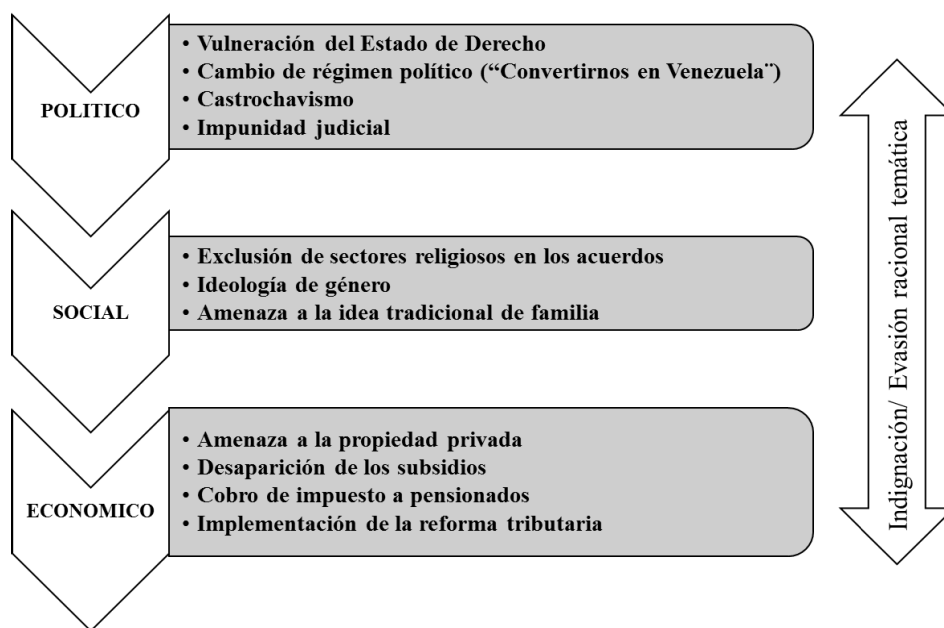 POLITICO
• Vulneración del Estado de Derecho
• Cambio de régimen político (“Convertirnos en Venezuela¨)
• Castrochavismo
• Impunidad judicial
SOCIAL
• Exclusión de sectores religiosos en los acuerdos
• Ideología de género
• Amenaza a la idea tradicional de familia
ECONOMICO
• Amenaza a la propiedad privada
• Desaparición de los subsidios
• Cobro de impuesto a pensionados
• Implementación de la reforma tributaria
Indignación/ Evasión racional temática